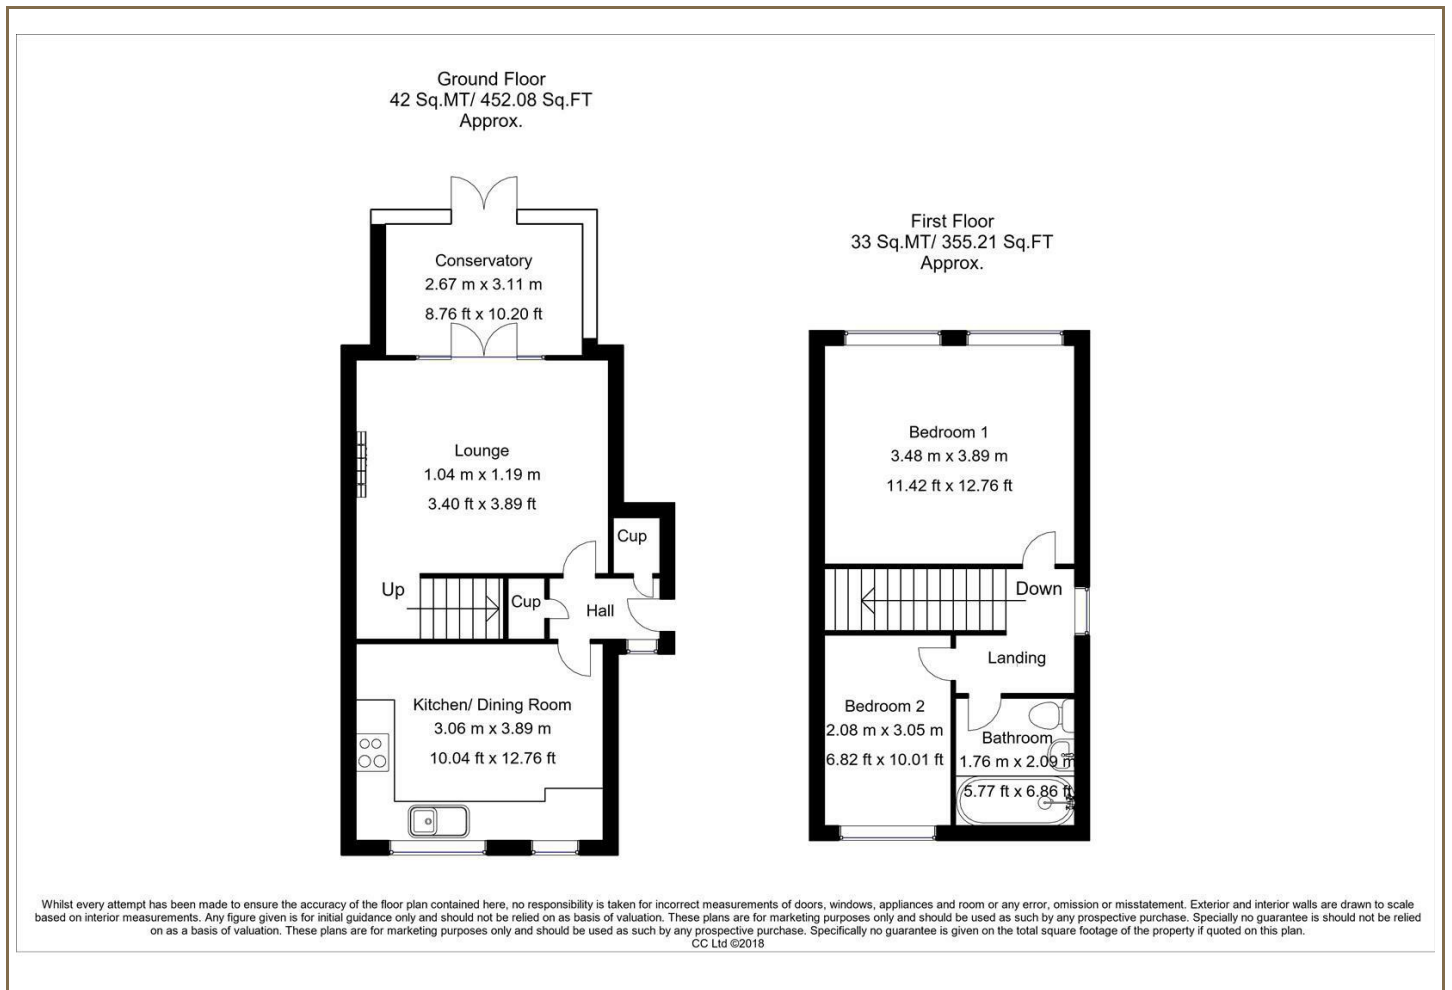 Ground Floor
42 Sq.MT/ 452.08 Sq.FT
Approx.
Conservatory
2.67 m x 3.11 m
8.76 ft x 10.20 ft
Lounge
1.04 m x 1.19 m
3.40 ft x 3.89 ft
Cup
Up
Cup
Hall
Kitchen/ Dining Room
3.06 m x 3.89 m
10.04 ft x 12.76 ft
First Floor
33 Sq.MT/ 355.21 Sq.FT
Approx.
Bedroom 1
3.48 m x 3.89 m
11.42 ft x 12.76 ft
Down
Landing
Bedroom 2
2.08 m x 3.05 m
6.82 ft x 10.01 ft
Bathroom
1.76 m x 2.09 m
5.77 ft x 6.86 ft
Whilst every attempt has been made to ensure the accuracy of the floor plan contained here, no responsibility is taken for incorrect measurements of doors, windows, appliances and room or any error, omission or misstatement. Exterior and interior walls are drawn to scale
based on interior measurements. Any figure given is for initial guidance only and should not be relied on as basis of valuation. These plans are for marketing purposes only and should be used as such by any prospective purchase. Specially no guarantee is should not be relied
on as a basis of valuation. These plans are for marketing purposes only and should be used as such by any prospective purchase. Specifically no guarantee is given on the total square footage of the property if quoted on this plan.
CC Ltd ©2018